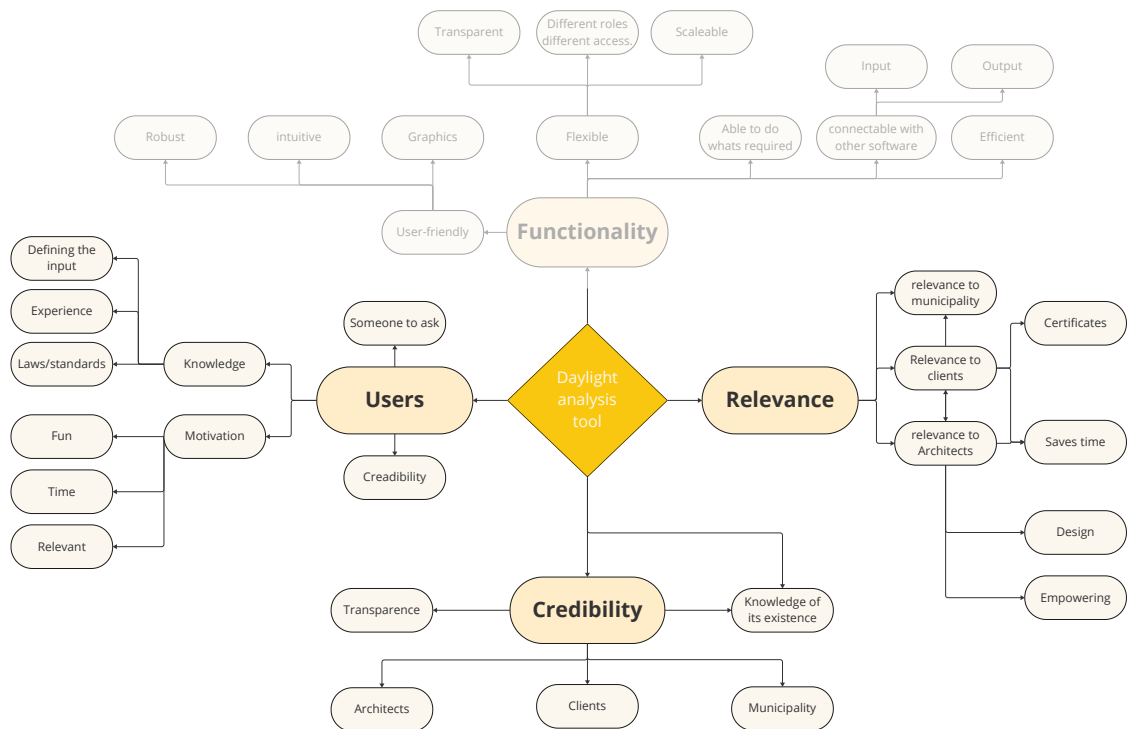 Transparent
Different roles
different access.
Scaleable
Input
Output
Robust
intuitive
Graphics
Flexible
Able to do
whats required
connectable with
other software
Efficient
User-friendly
Functionality
Defining the
input
Experience
Laws/standards
Knowledge
Someone to ask
Users
Motivation
Fun
Time
Relevant
Creadibility
Daylight
analysis
tool
Relevance
relevance to
municipality
Relevance to
clients
relevance to
Architects
Certificates
Saves time
Design
Empowering
Transparence
Credibility
Knowledge of
its existence
Architects
Clients
Municipality